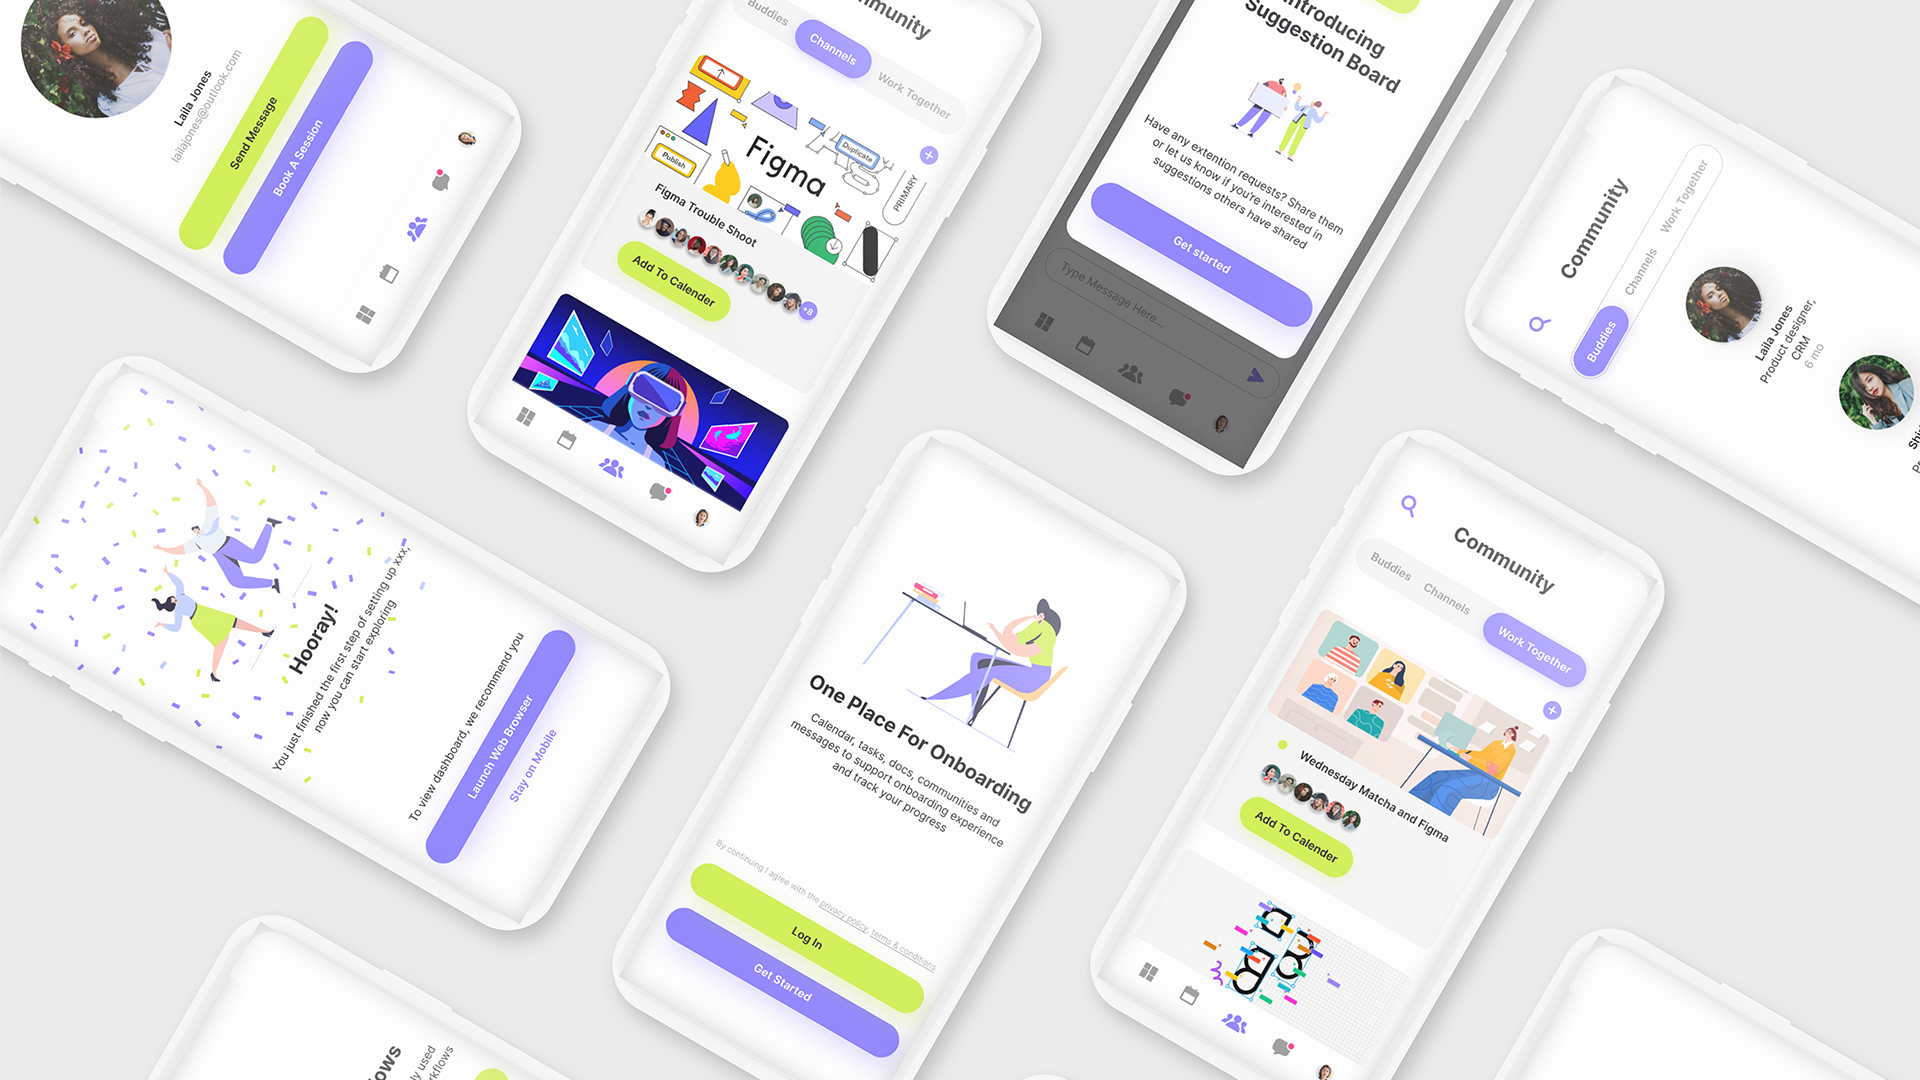 Laila Jones
lailajones@outlook.com
Send Message
Book A Session
Buddies
Channels
Work Together
Duplicate
Publish
Figma
PRIMARY
Figma Trouble Shoot
+8
Add To Calender
Introducing
Suggestion Board
Have any extention requests? Share them
or let us know if you're interested in
suggestions others have shared
Get started
Type Message Here...
Community
Buddies
Channels
Work Together
Laila Jones
Product designer,
CRM
6 mo
Hooray!
You just finished the first step of setting up xxx,
now you can start exploring
To view dashboard, we recommend you
Launch Web Browser
Stay on Mobile
One Place For Onboarding
Calendar, tasks, docs, communities and
messages to support onboarding experience
and track your progress
By continuing I agree with the privacy policy, terms & conditions
Log In
Get Started
Community
Buddies
Channels
Work Together
Wednesday Matcha and Figma
Add To Calender
used